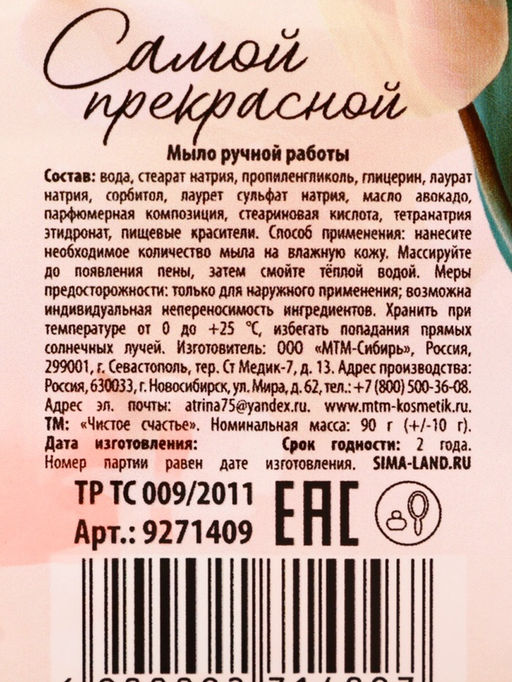 Самой
прекрасной
Мыло ручной работы
Состав: вода, стеарат натрия, пропиленгликоль, глицерин, лаурат
натрия, сорбитол, лаурет сульфат натрия, масло авокадо,
парфюмерная композиция, стеариновая кислота, тетранатрия
этидронат, пищевые красители. Способ применения: нанесите
необходимое количество мыла на влажную кожу. Массируйте
до появления пены, затем смойте тёплой водой. Меры
предосторожности: только для наружного применения; возможна
индивидуальная непереносимость ингредиентов. Хранить при
температуре от 0 до +25 °C, избегать попадания прямых
солнечных лучей. Изготовитель: ООО «МТМ-Сибирь», Россия,
299001, г. Севастополь, тер. Ст Медик-7, д. 13. Адрес производства:
Россия, 630033, г. Новосибирск, ул. Мира, д. 62, тел.: +7 (800) 500-36-08.
Адрес эл. почты: atrina75@yandex.ru. www.mtm-kosmetik.ru.
ТМ: «Чистое счастье». Номинальная масса: 90 г (+/-10 г).
Дата изготовления: Срок годности: 2 года.
Номер партии равен дате изготовления. SIMA-LAND.RU
ТР ТС 009/2011
Арт.: 9271409
EAC